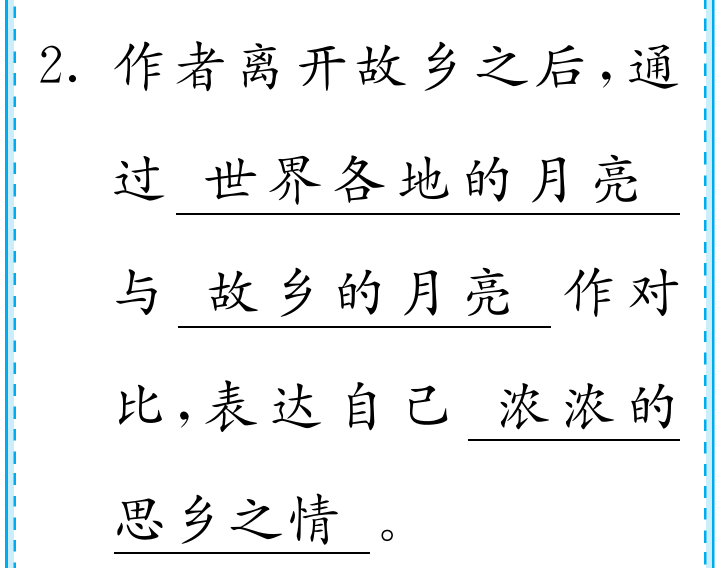 2. 作者离开故乡之后,通
过 世界各地的月亮
与 故乡的月亮 作对
比,表达自己 浓浓的
思乡之情 。